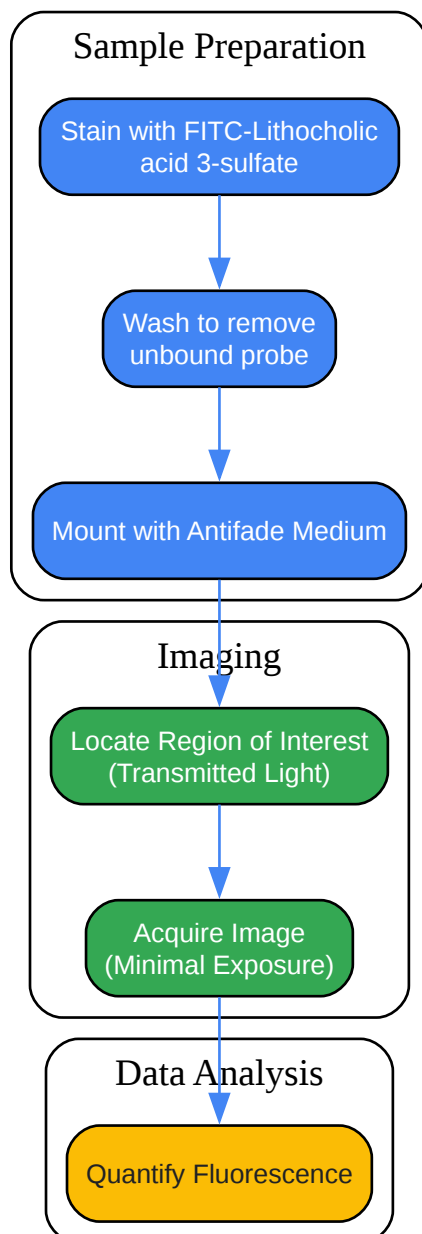 Sample Preparation
Stain with FITC-Lithocholic
acid 3-sulfate
Wash to remove
unbound probe
Mount with Antifade Medium
Imaging
Locate Region of Interest
(Transmitted Light)
Acquire Image
(Minimal Exposure)
Data Analysis
Quantify Fluorescence